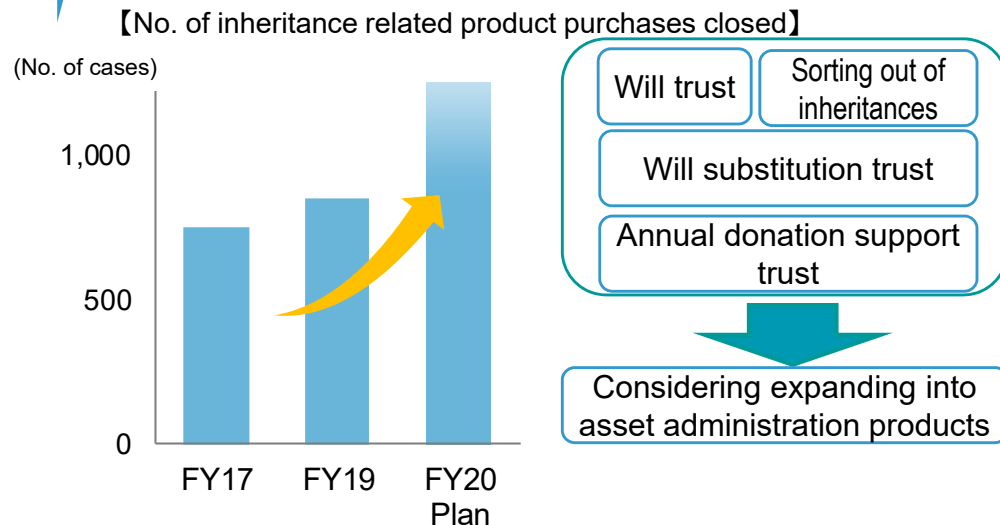 【No. of inheritance related product purchases closed】
(No. of cases)
1,000
500
0
FY17
FY19
FY20
Plan
Will trust
Sorting out of
inheritances
Will substitution trust
Annual donation support
trust
Considering expanding into
asset administration products